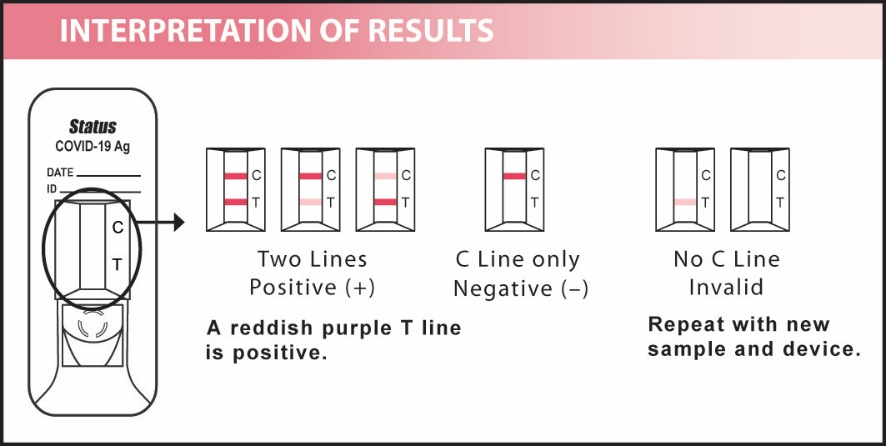 INTERPRETATION OF RESULTS
Status
COVID-19 Ag
DATE
ID
C
T
C
T
C
T
C
T
C
T
C
T
C
T
Two Lines
Positive (+)
A reddish purple T line
is positive.
C Line only
Negative (–)
No C Line
Invalid
Repeat with new
sample and device.